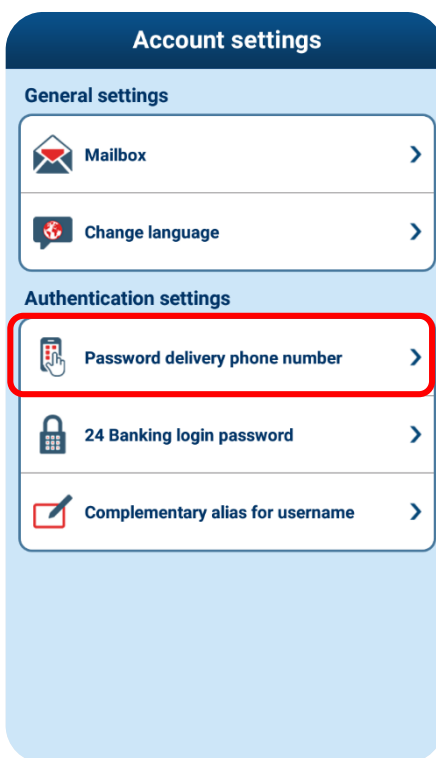 Account settings
General settings
Mailbox
Change language
Authentication settings
Password delivery phone number
24 Banking login password
Complementary alias for username